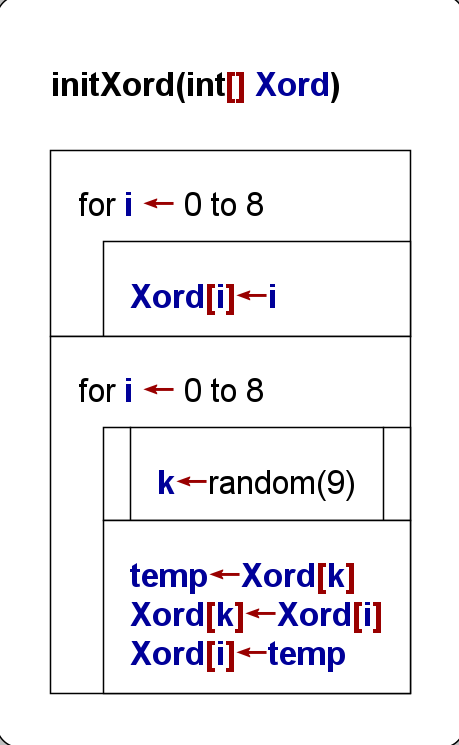 initXord(int[] Xord)
for i ← 0 to 8
Xord[i]←i
for i ← 0 to 8
k←random(9)
temp←Xord[k]
Xord[k]←Xord[i]
Xord[i]←temp